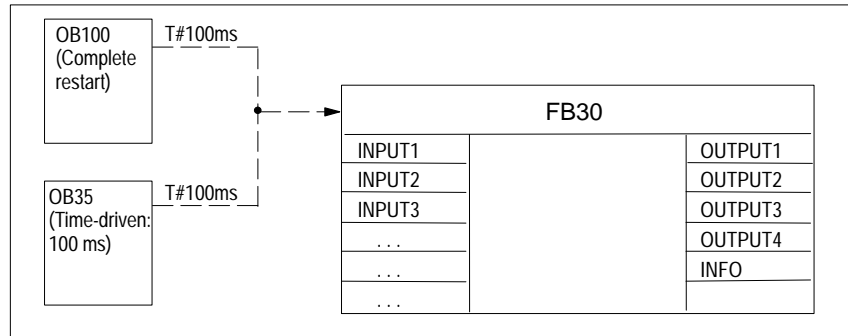 OB100
(Complete
restart)
T#100ms
OB35
(Time-driven:
100 ms)
T#100ms
FB30
INPUT1
INPUT2
INPUT3
. . .
. . .
. . .
OUTPUT1
OUTPUT2
OUTPUT3
OUTPUT4
INFO